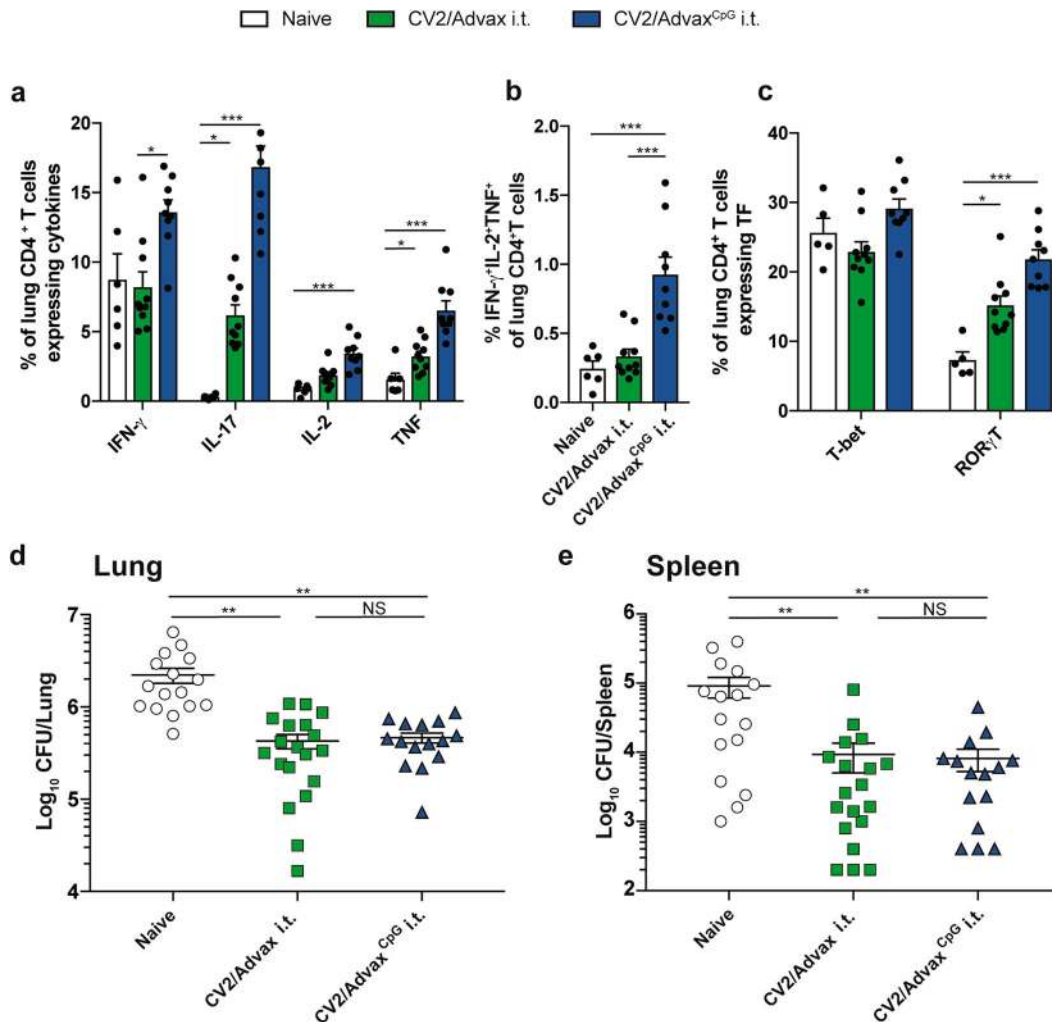 Naive CV2/Advax i.t. CV2/Advax^CpG i.t.
a
% of lung CD4 + T cells
expressing cytokines
20
15
10
5
0
IFN-γ IL-17 IL-2 TNF
* * *** *** * ***
b
% IFN-γ+IL-2+TNF+
of lung CD4+T cells
2.0
1.5
1.0
0.5
0.0
Naive
CV2/Advax i.t.
CV2/Advax^CpG i.t.
***
***
c
% of lung CD4+ T cells
expressing TF
40
30
20
10
0
T-bet RORγT
***
*
d Lung
Log10 CFU/Lung
7
6
5
4
**
** NS
Naive
CV2/Advax i.t.
CV2/Advax CpG i.t.
e Spleen
Log10 CFU/Spleen
6
5
4
3
2
**
** NS
Naive
CV2/Advax i.t.
CV2/Advax CpG i.t.